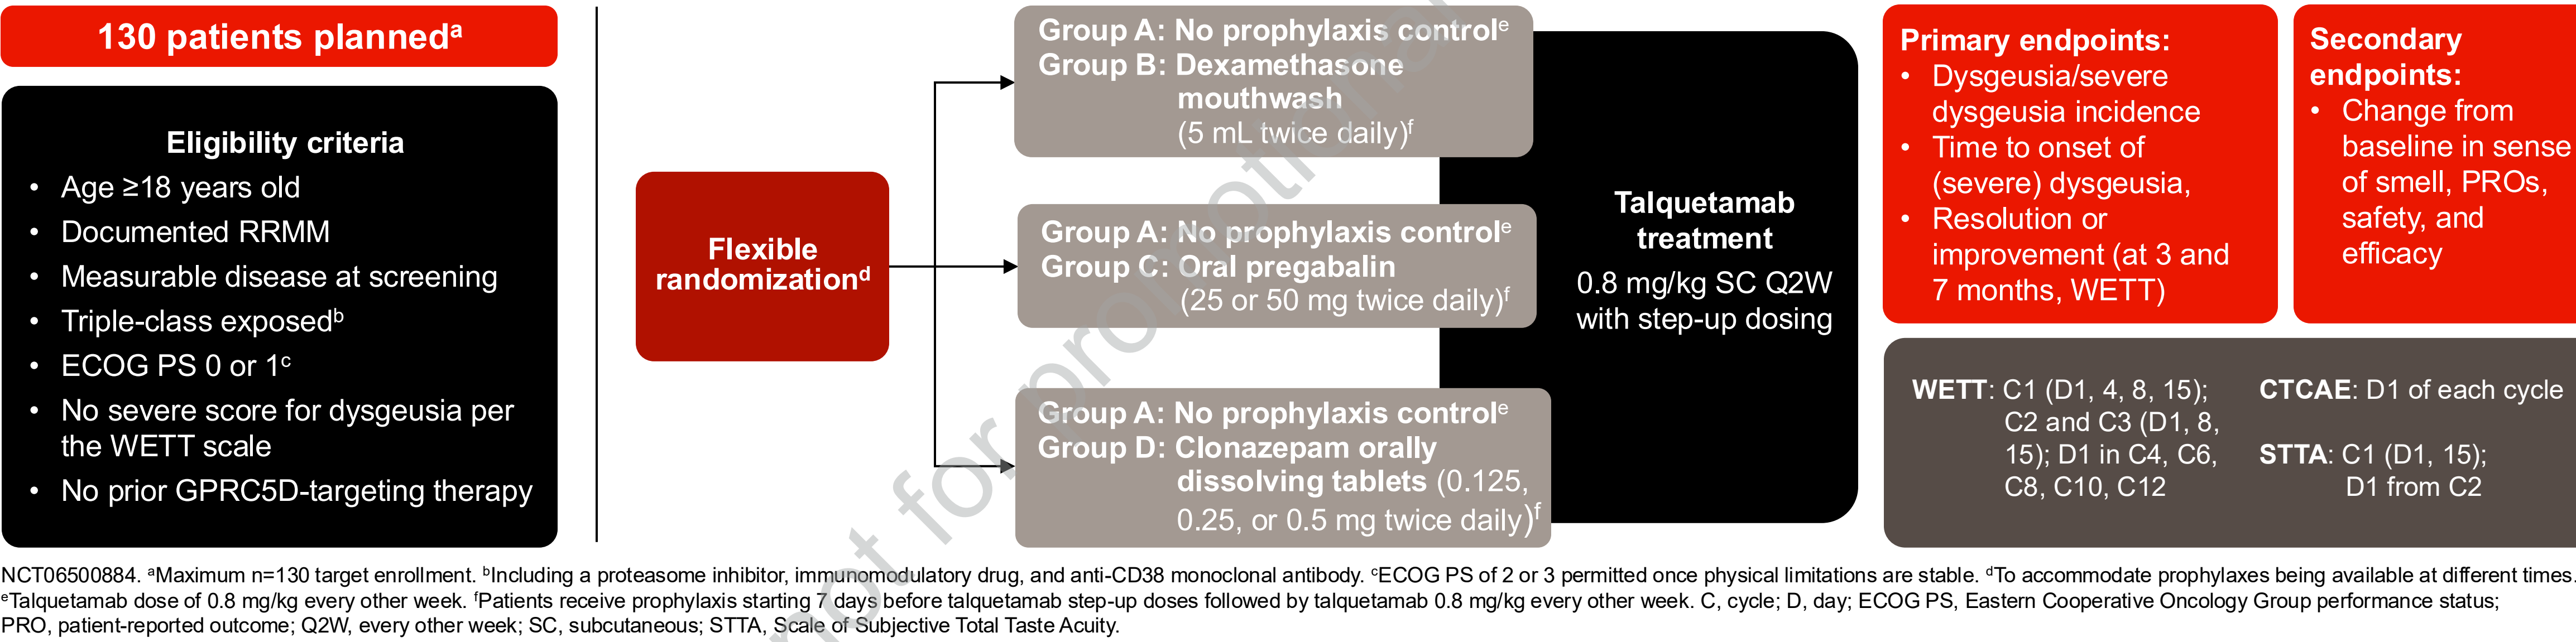 130 patients plannedᵃ
Eligibility criteria
• Age ≥18 years old
• Documented RRMM
• Measurable disease at screening
• Triple-class exposedᵇ
• ECOG PS 0 or 1ᶜ
• No severe score for dysgeusia per
the WETT scale
• No prior GPRC5D-targeting therapy
Flexible
randomizationᵈ
Group A: No prophylaxis controlᵉ
Group B: Dexamethasone
mouthwash
(5 mL twice daily)ᶠ
Group A: No prophylaxis controlᵉ
Group C: Oral pregabalin
(25 or 50 mg twice daily)ᶠ
Group A: No prophylaxis controlᵉ
Group D: Clonazepam orally
dissolving tablets (0.125,
0.25, or 0.5 mg twice daily)ᶠ
Talquetamab
treatment
0.8 mg/kg SC Q2W
with step-up dosing
Primary endpoints:
• Dysgeusia/severe
dysgeusia incidence
• Time to onset of
(severe) dysgeusia,
• Resolution or
improvement (at 3 and
7 months, WETT)
Secondary
endpoints:
• Change from
baseline in sense
of smell, PROs,
safety, and
efficacy
WETT: C1 (D1, 4, 8, 15);
C2 and C3 (D1, 8,
15); D1 in C4, C6,
C8, C10, C12
CTCAE: D1 of each cycle
STTA: C1 (D1, 15);
D1 from C2
NCT06500884. ᵃMaximum n=130 target enrollment. ᵇIncluding a proteasome inhibitor, immunomodulatory drug, and anti-CD38 monoclonal antibody. ᶜECOG PS of 2 or 3 permitted once physical limitations are stable. ᵈTo accommodate prophylaxes being available at different times.
ᵉTalquetamab dose of 0.8 mg/kg every other week. ᶠPatients receive prophylaxis starting 7 days before talquetamab step-up doses followed by talquetamab 0.8 mg/kg every other week. C, cycle; D, day; ECOG PS, Eastern Cooperative Oncology Group performance status;
PRO, patient-reported outcome; Q2W, every other week; SC, subcutaneous; STTA, Scale of Subjective Total Taste Acuity.
not for promotional